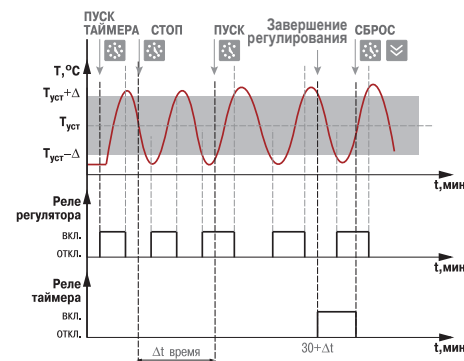 ПУСК ТАЙМЕРА
СТОП
ПУСК
Завершение регулирования
СБРОС
T,°C
Tуст+Δ
Tуст
Tуст–Δ
t,мин
Реле регулятора
вкл.
откл.
t,мин
Реле таймера
вкл.
откл.
t,мин
Δt время
30+Δt